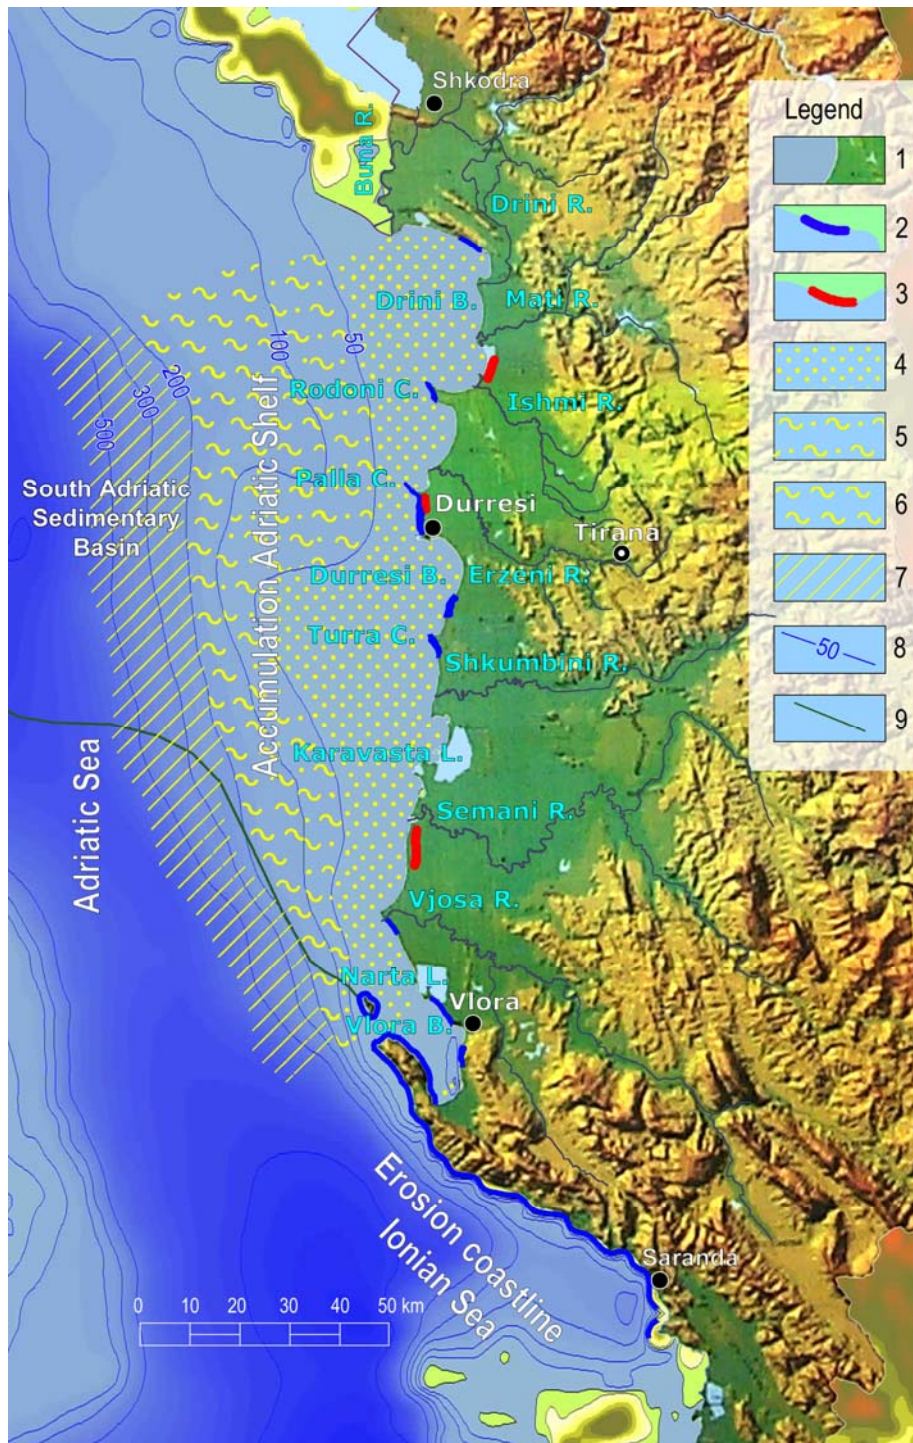 Shkodra
Legend
Buna R.
1
Drini R.
2
Drini B.
Mati R.
3
50
100
200
300
500
4
Rodoni C.
Ishmi R.
5
Accumulation Adriatic Shelf
Palla C.
South Adriatic
Sedimentary
Basin
Durresi
Tirana
6
Durresi B.
Erzeni R.
7
Turra C.
Shkumbini R.
50
8
Karavasta L.
9
Adriatic Sea
Semani R.
Vjosa R.
Narta L.
Vlora
Vlora B.
Erosion coastline
Ionian Sea
Saranda
0 10 20 30 40 50 km